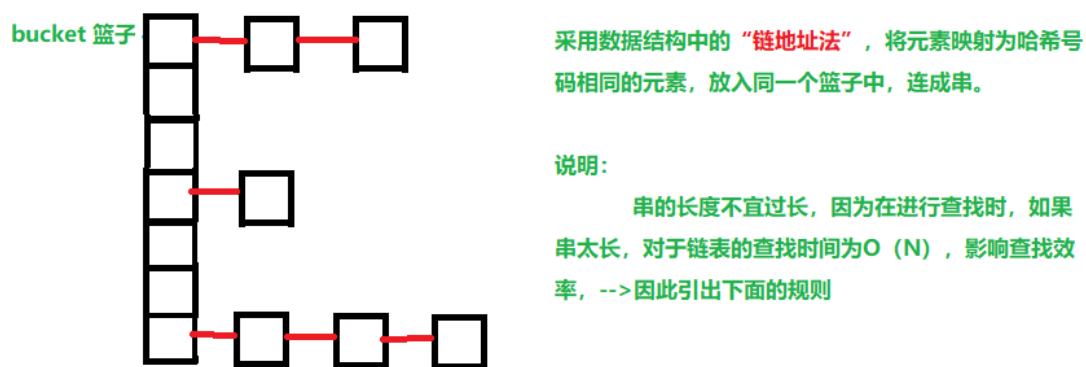 bucket 篮子
采用数据结构中的“链地址法”，将元素映射为哈希号
码相同的元素，放入同一个篮子中，连成串。
说明：
串的长度不宜过长，因为在进行查找时，如果
串太长，对于链表的查找时间为O（N），影响查找效
率，-->因此引出下面的规则